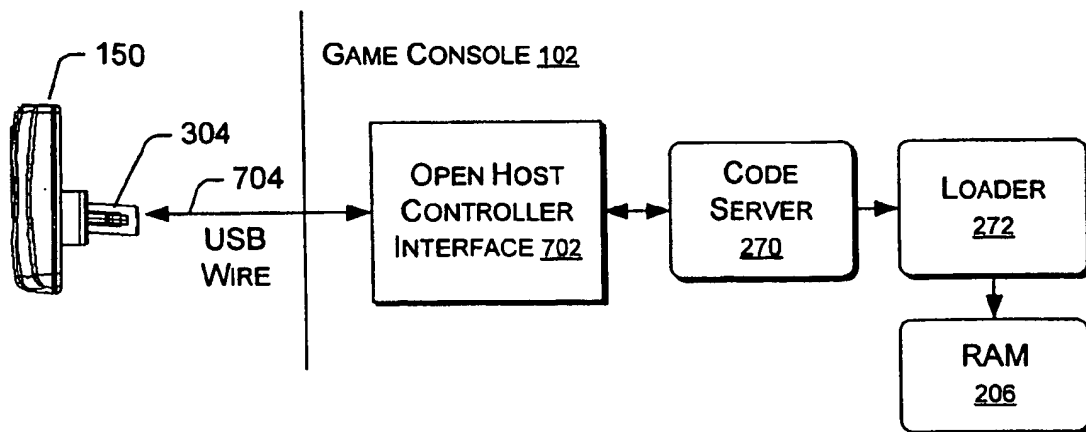 150
GAME CONSOLE 102
304
704
USB
WIRE
OPEN HOST
CONTROLLER
INTERFACE 702
CODE
SERVER
270
LOADER
272
RAM
206